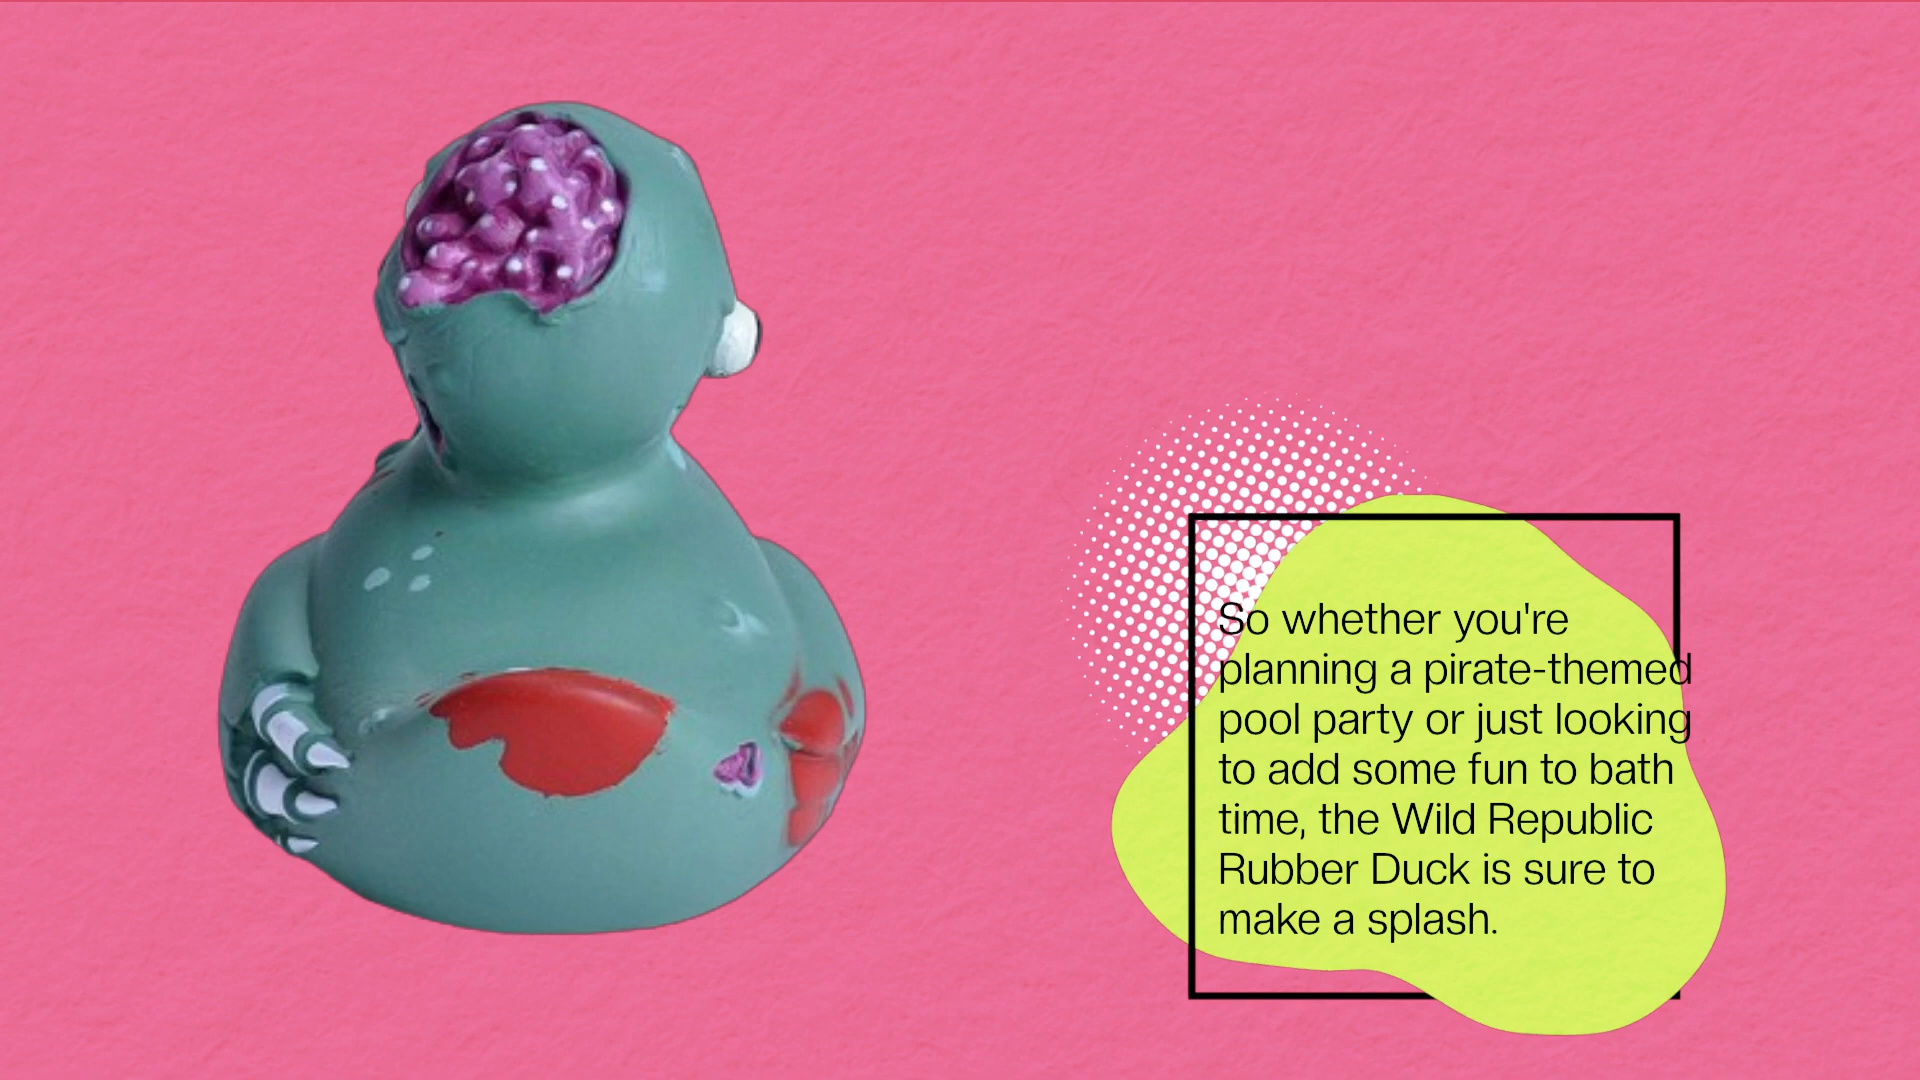 So whether you're
planning a pirate-themed
pool party or just looking
to add some fun to bath
time, the Wild Republic
Rubber Duck is sure to
make a splash.